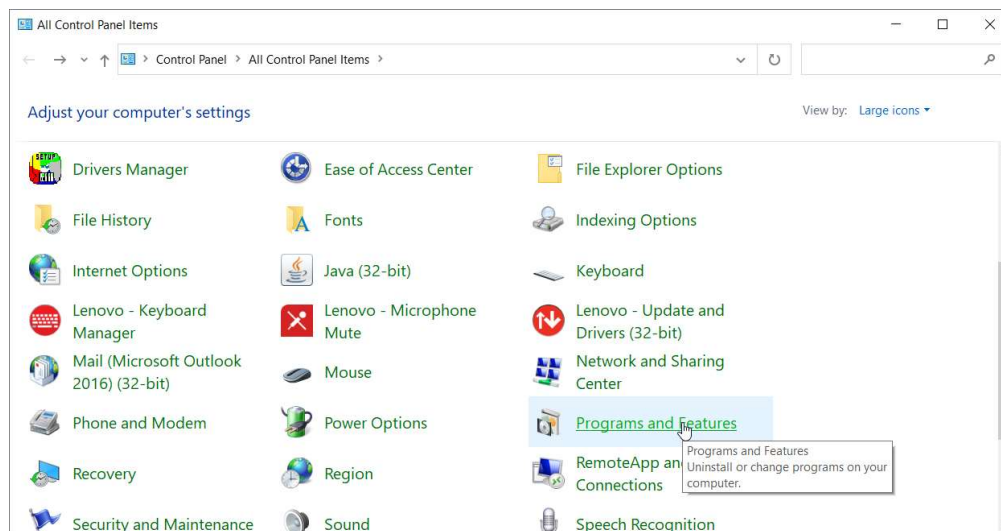 All Control Panel Items
Control Panel > All Control Panel Items >
Adjust your computer's settings
View by: Large icons
SETUP
Drivers Manager
Ease of Access Center
File Explorer Options
File History
Fonts
Indexing Options
Internet Options
Java (32-bit)
Keyboard
Lenovo - Keyboard
Manager
Lenovo - Microphone
Mute
Lenovo - Update and
Drivers (32-bit)
Mail (Microsoft Outlook
2016) (32-bit)
Mouse
Network and Sharing
Center
Phone and Modem
Power Options
Programs and Features
Programs and Features
Uninstall or change programs on your
computer.
Recovery
Region
RemoteApp an
Connections
Security and Maintenance
Sound
Speech Recognition